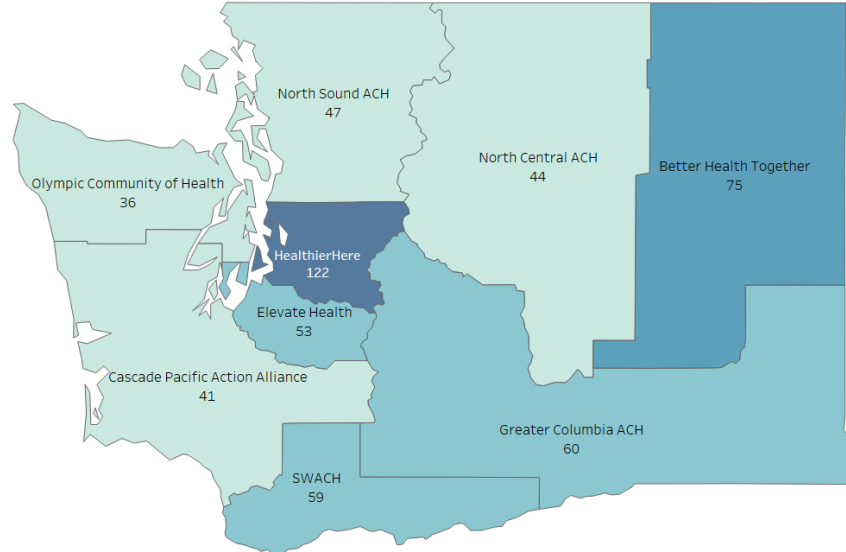 North Sound ACH
47
North Central ACH
44
Better Health Together
75
Olympic Community of Health
36
HealthierHere
122
Elevate Health
53
Cascade Pacific Action Alliance
41
Greater Columbia ACH
60
SWACH
59